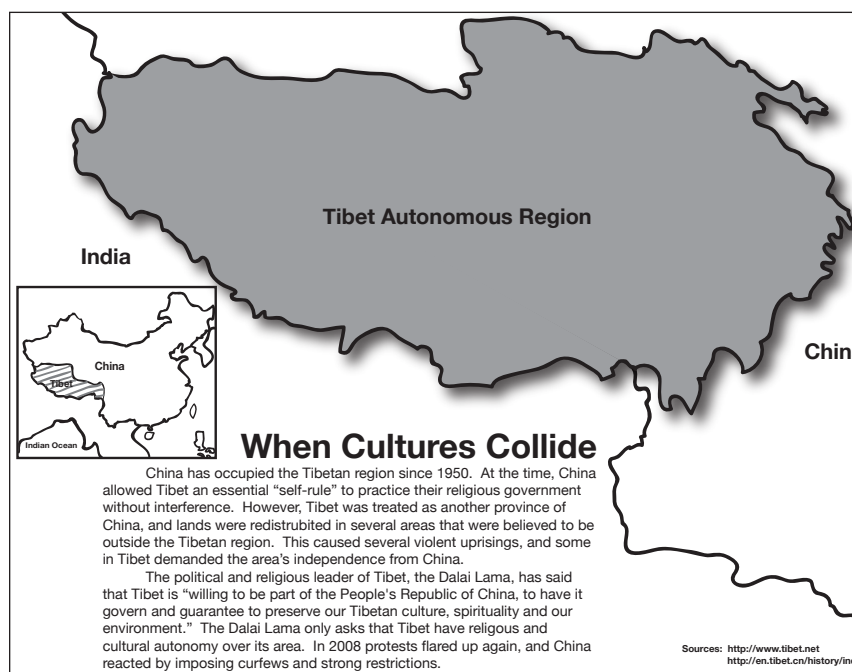 Tibet Autonomous Region
India
China
Tibet
Indian Ocean
Chin
When Cultures Collide
China has occupied the Tibetan region since 1950. At the time, China
allowed Tibet an essential “self-rule” to practice their religious government
without interference. However, Tibet was treated as another province of
China, and lands were redistrubited in several areas that were believed to be
outside the Tibetan region. This caused several violent uprisings, and some
in Tibet demanded the area's independence from China.
The political and religious leader of Tibet, the Dalai Lama, has said
that Tibet is “willing to be part of the People's Republic of China, to have it
govern and guarantee to preserve our Tibetan culture, spirituality and our
environment.” The Dalai Lama only asks that Tibet have religous and
cultural autonomy over its area. In 2008 protests flared up again, and China
reacted by imposing curfews and strong restrictions.
Sources: http://www.tibet.net
http://en.tibet.cn/history/in